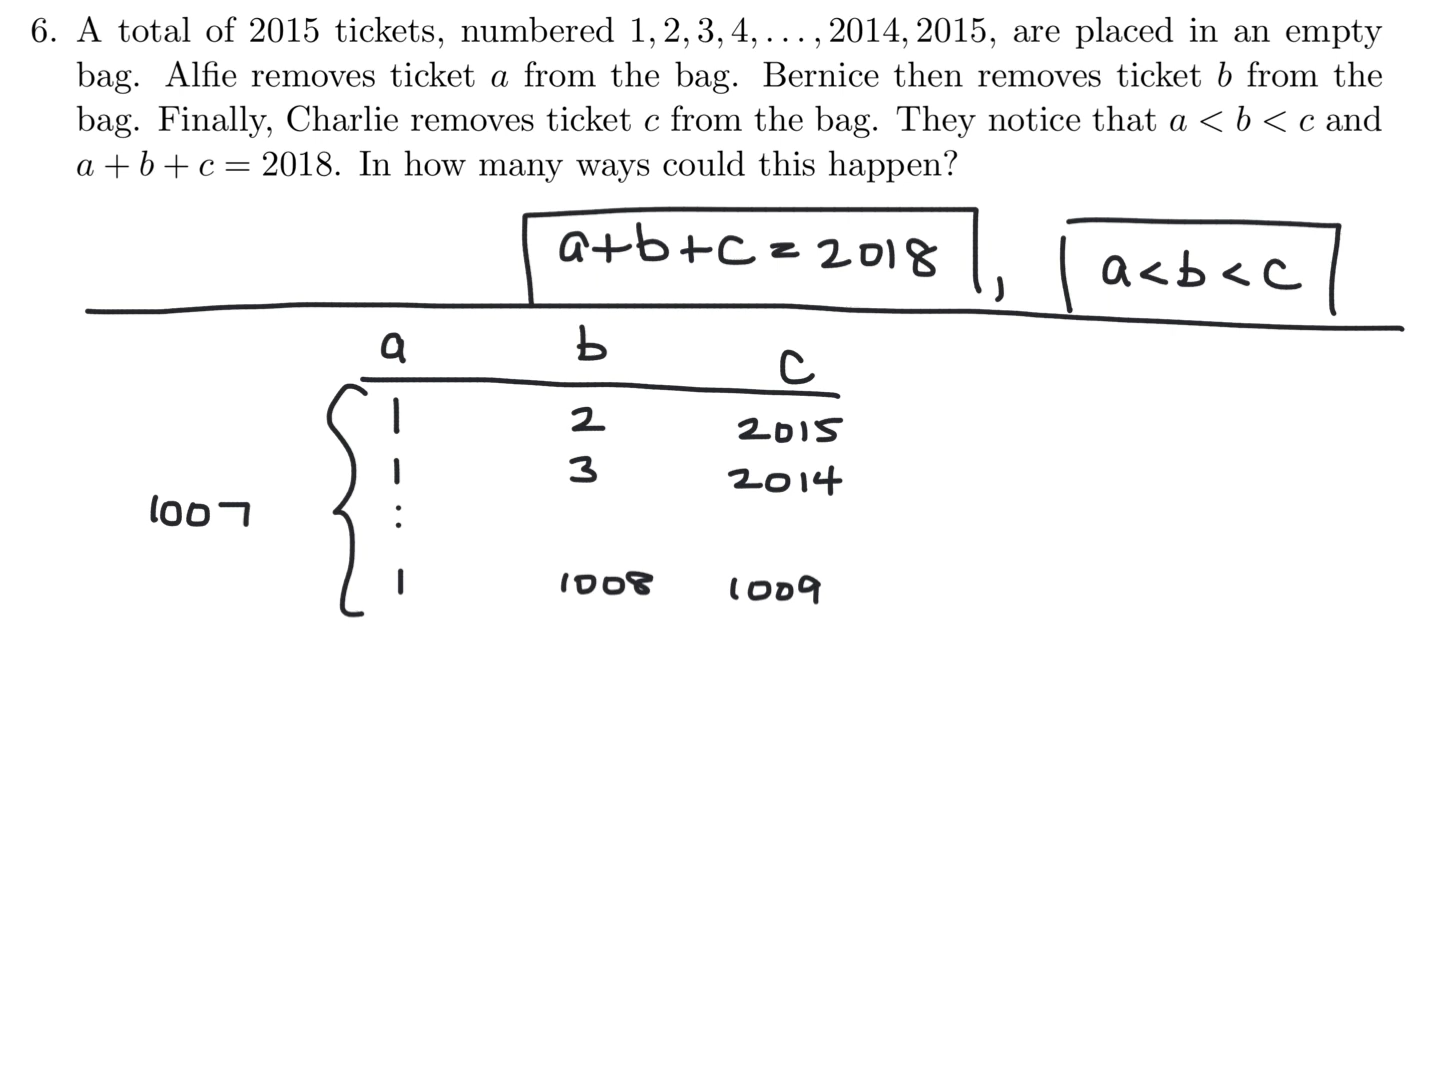 6. A total of 2015 tickets, numbered 1, 2, 3, 4, . . . , 2014, 2015, are placed in an empty
bag. Alfie removes ticket a from the bag. Bernice then removes ticket b from the
bag. Finally, Charlie removes ticket c from the bag. They notice that a < b < c and
a + b + c = 2018. In how many ways could this happen?
a+b+c = 2018 , a<b<c
a b c
1 2 2015
1 3 2014
1007 ⋮
1 1008 1009